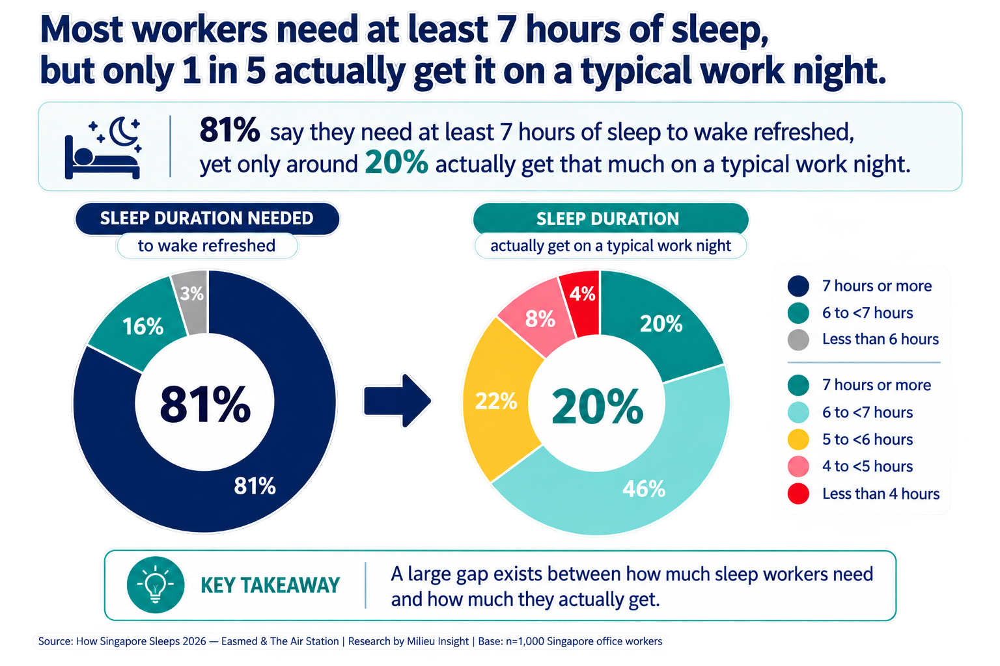 Most workers need at least 7 hours of sleep,
but only 1 in 5 actually get it on a typical work night.
81% say they need at least 7 hours of sleep to wake refreshed,
yet only around 20% actually get that much on a typical work night.
SLEEP DURATION NEEDED
to wake refreshed
3%
16%
81%
81%
SLEEP DURATION
actually get on a typical work night
4%
8%
20%
22%
20%
46%
7 hours or more
6 to <7 hours
Less than 6 hours
7 hours or more
6 to <7 hours
5 to <6 hours
4 to <5 hours
Less than 4 hours
KEY TAKEAWAY
A large gap exists between how much sleep workers need
and how much they actually get.
Source: How Singapore Sleeps 2026 — Easmed & The Air Station | Research by Milieu Insight | Base: n=1,000 Singapore office workers